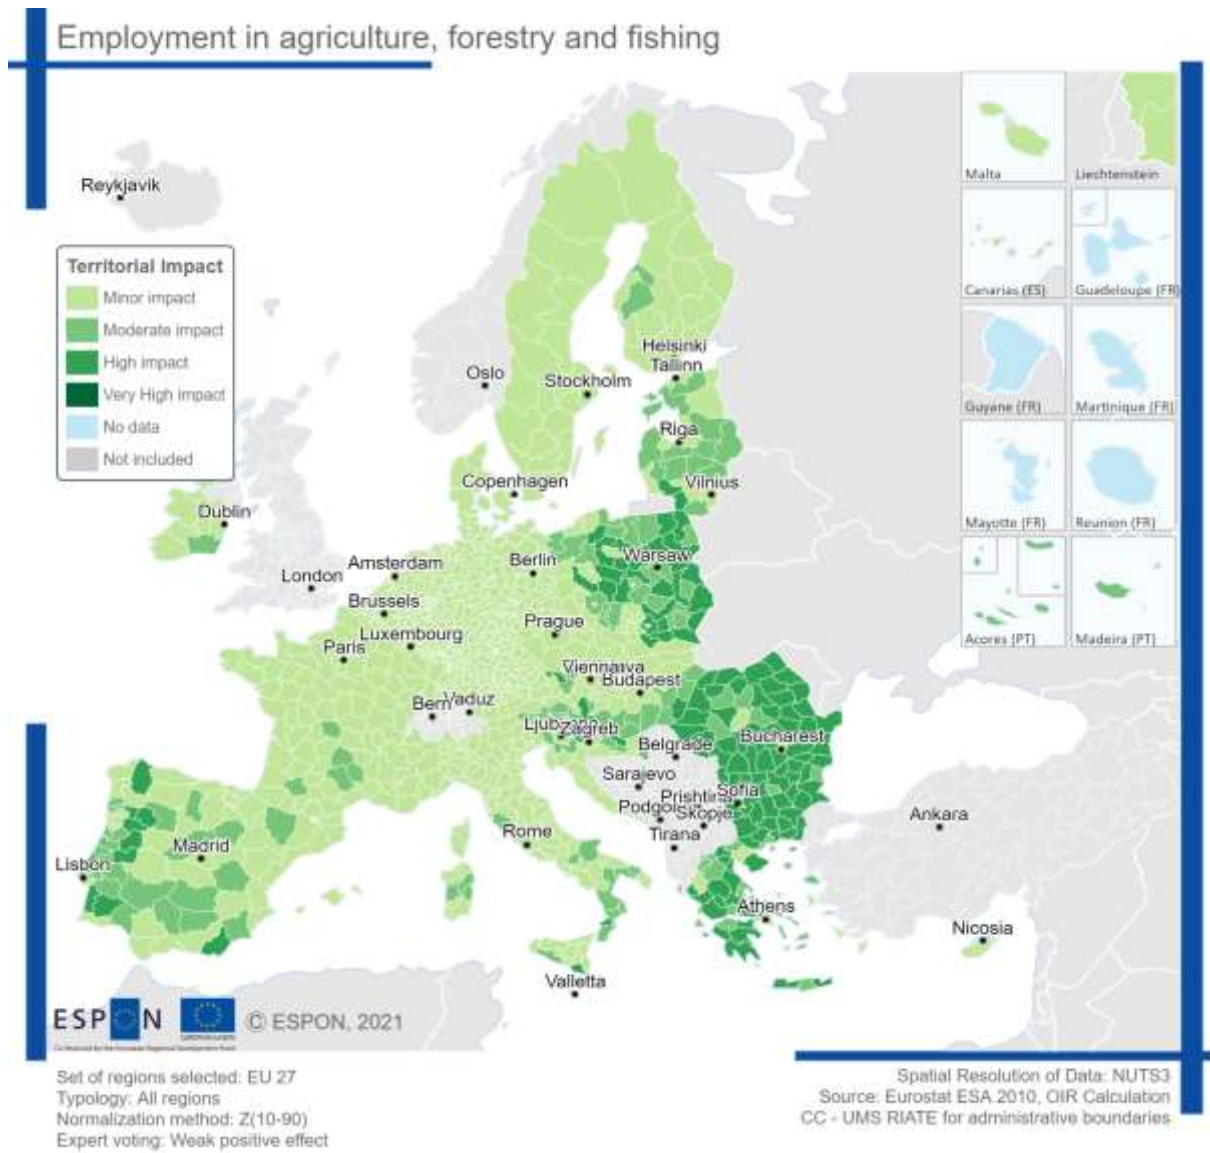 Employment in agriculture, forestry and fishing
Reykjavik
Territorial Impact
Minor impact
Moderate impact
High impact
Very High impact
No data
Not included
Malta
Liechtenstein
Canarias (ES)
Guadeloupe (FR)
Guyane (FR)
Martinique (FR)
Mayotte (FR)
Reunion (FR)
Acores (PT)
Madeira (PT)
Helsinki
Tallinn
Oslo
Stockholm
Riga
Copenhagen
Vilnius
Dublin
Berlin
Warsaw
Amsterdam
London
Brussels
Prague
Luxembourg
Paris
Vienna
Budapest
Bern
Vaduz
Zagreb
Belgrade
Bucharest
Sarajevo
Prishtina
Sofia
Skopje
Tirana
Rome
Madrid
Lisbon
Ankara
Athens
Nicosia
Valletta
ESPON
© ESPON, 2021
Set of regions selected: EU 27
Typology: All regions
Normalization method: Z(10-90)
Expert voting: Weak positive effect
Spatial Resolution of Data: NUTS3
Source: Eurostat ESA 2010, OIR Calculation
CC - UMS RIATE for administrative boundaries